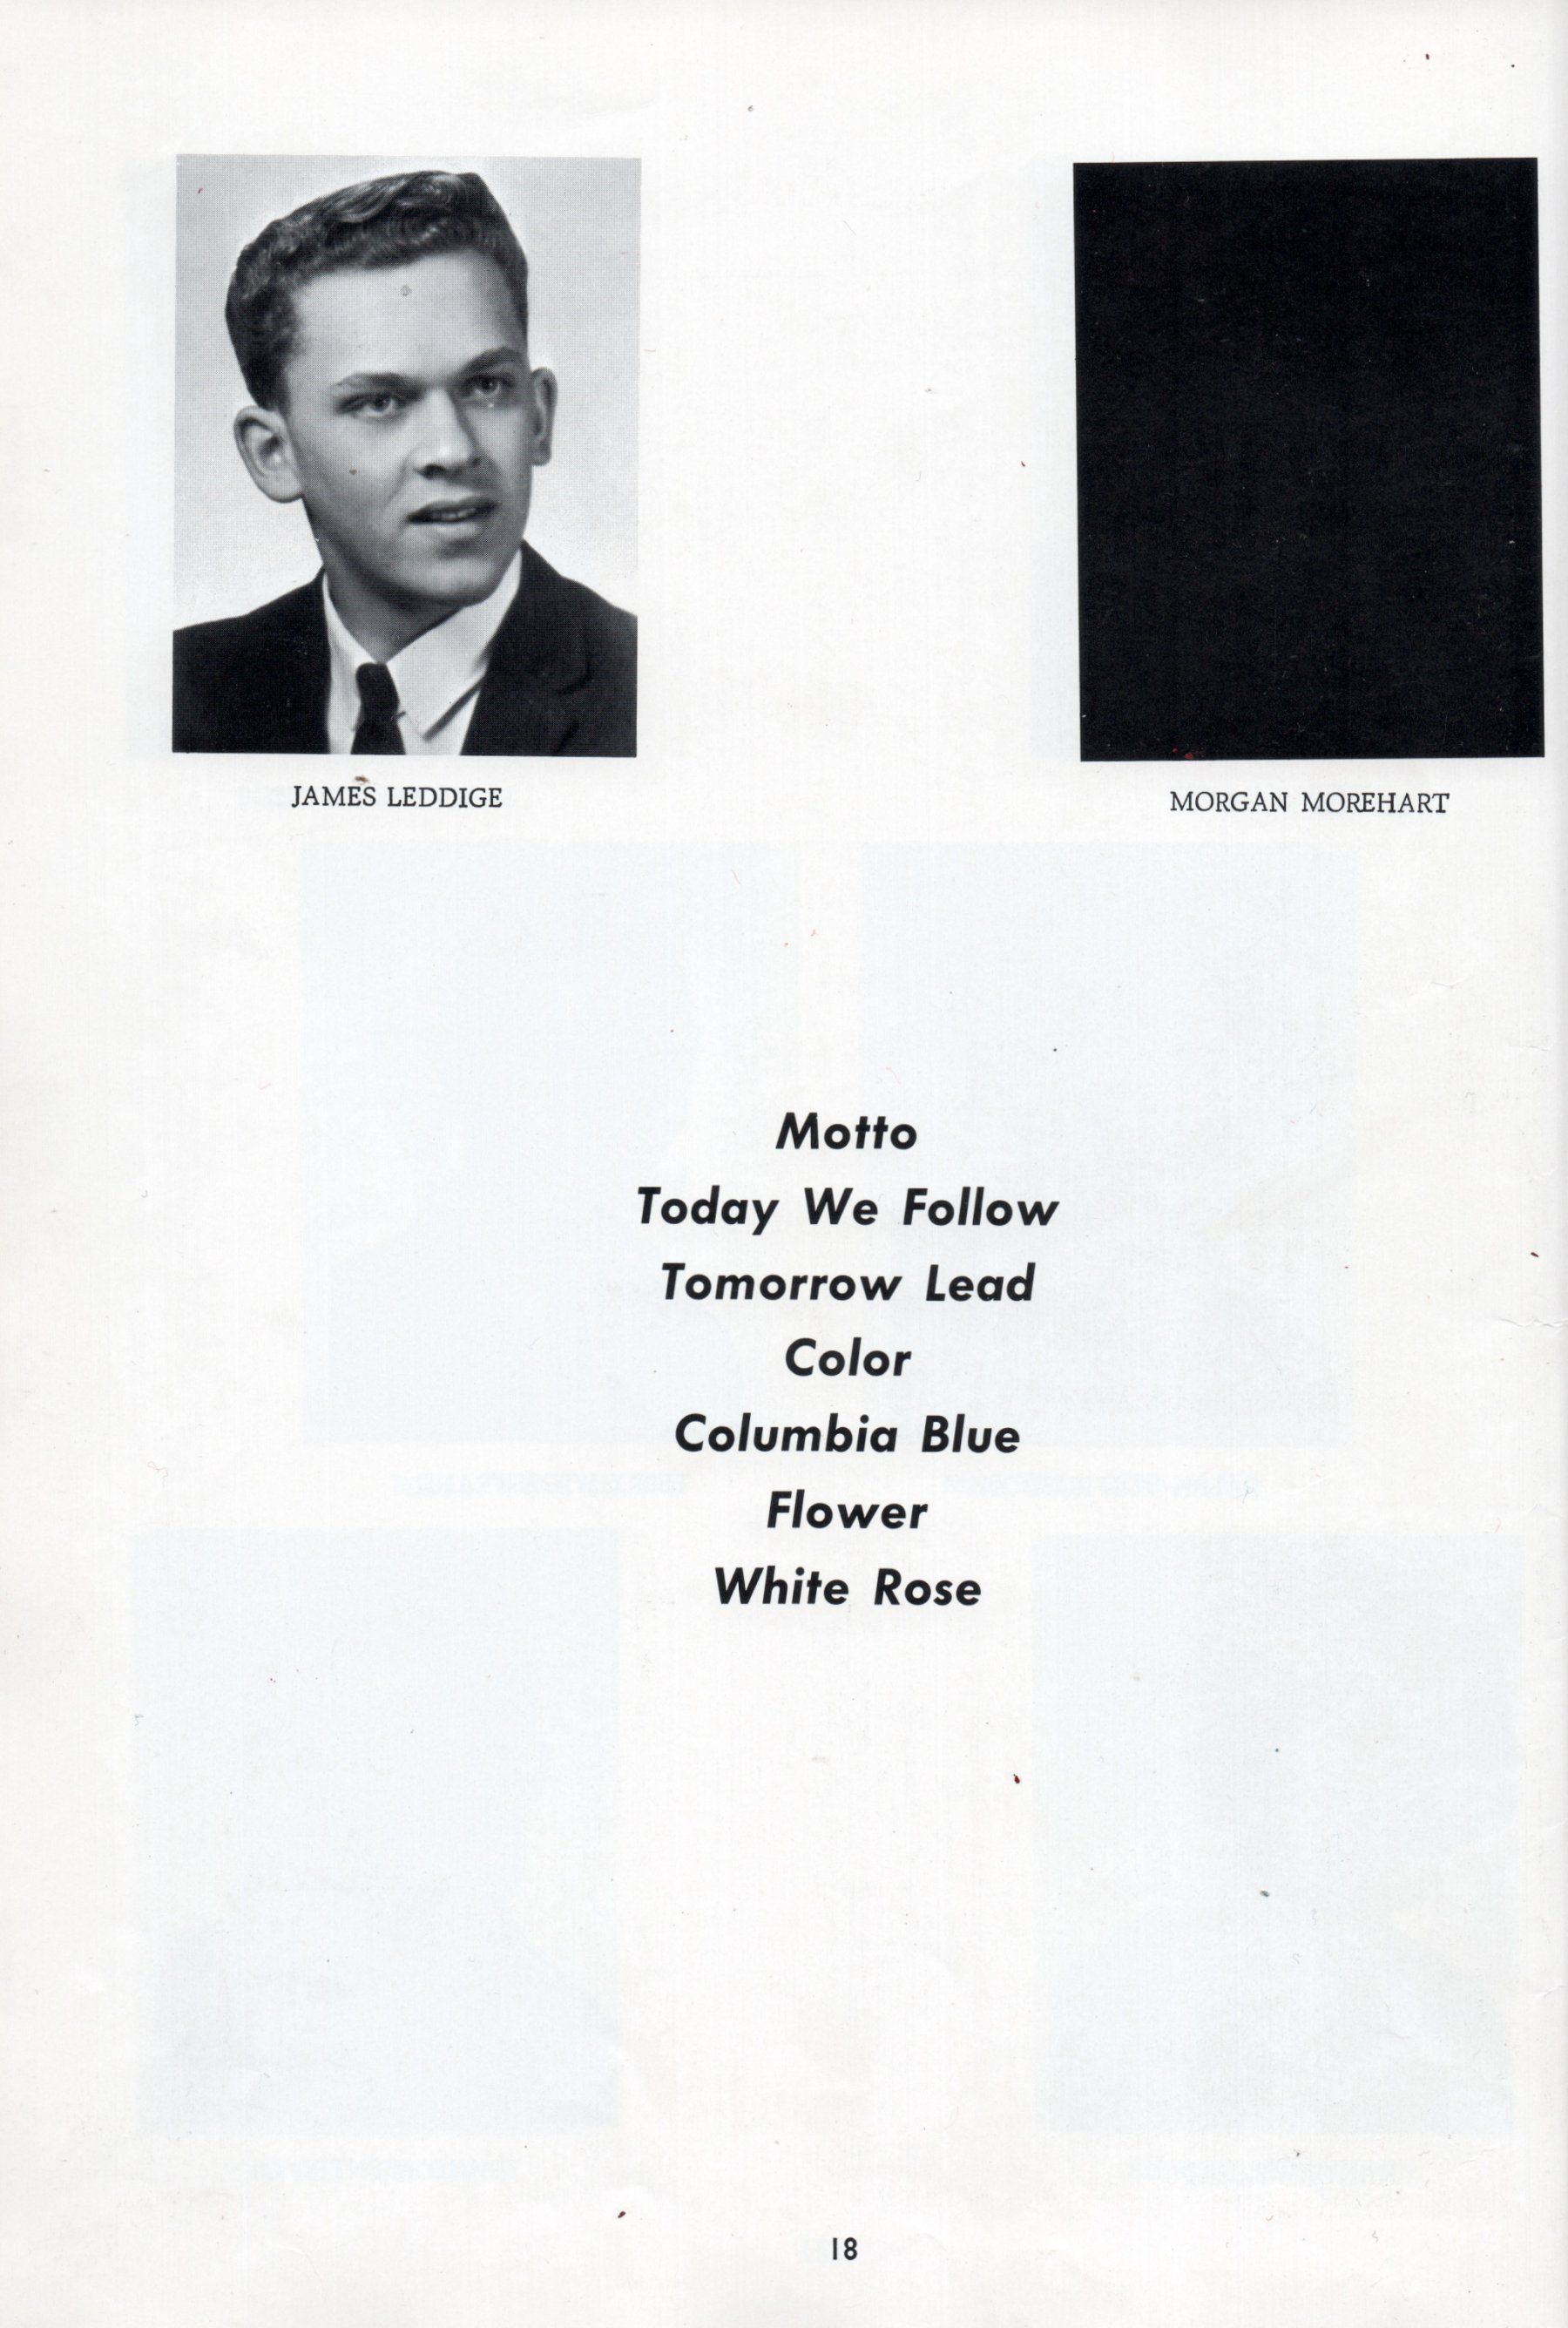 JAMES LEDDIGE
MORGAN MOREHART
Motto
Today We Follow
Tomorrow Lead
Color
Columbia Blue
Flower
White Rose
18